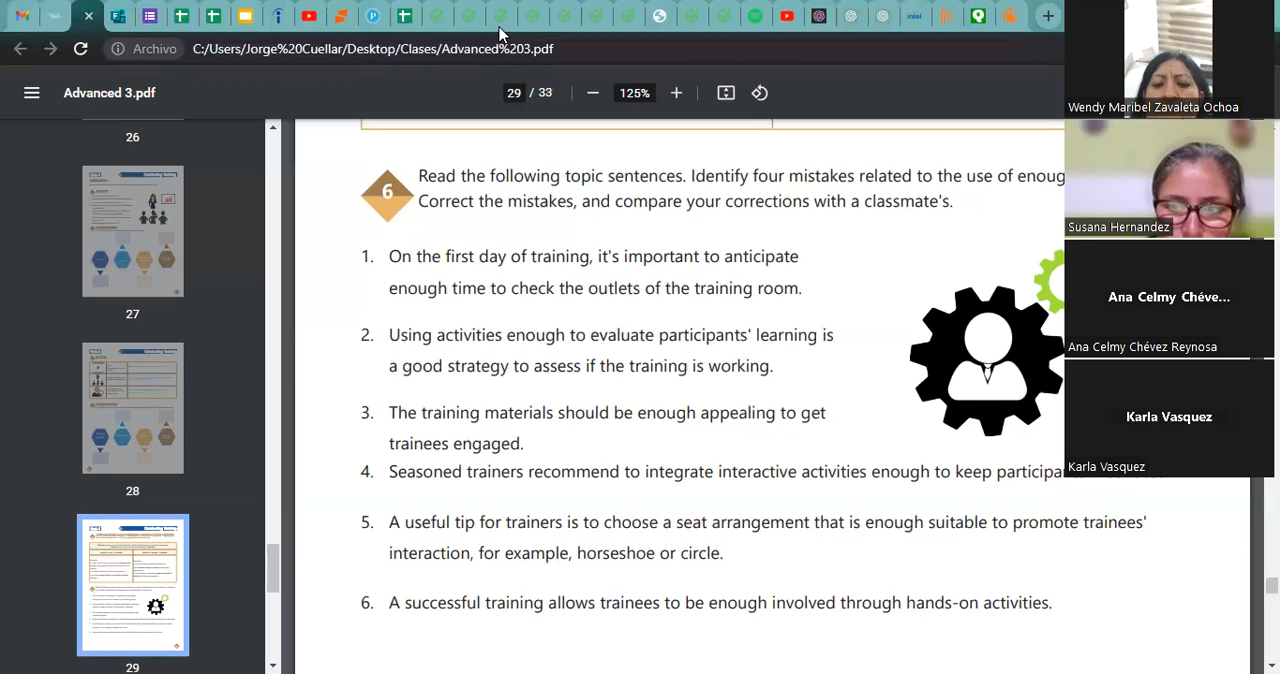 intel
Archivo
C:/Users/Jorge%20Cuellar/Desktop/Clases/Advanced%203.pdf
Advanced 3.pdf
29 / 33
125%
26
27
28
29
6
Read the following topic sentences. Identify four mistakes related to the use of enoug
Correct the mistakes, and compare your corrections with a classmate's.
1. On the first day of training, it's important to anticipate
enough time to check the outlets of the training room.
2. Using activities enough to evaluate participants' learning is
a good strategy to assess if the training is working.
3. The training materials should be enough appealing to get
trainees engaged.
4. Seasoned trainers recommend to integrate interactive activities enough to keep participa
5. A useful tip for trainers is to choose a seat arrangement that is enough suitable to promote trainees'
interaction, for example, horseshoe or circle.
6. A successful training allows trainees to be enough involved through hands-on activities.
Wendy Maribel Zavaleta Ochoa
Susana Hernandez
Ana Celmy Chéve...
Ana Celmy Chévez Reynosa
Karla Vasquez
Karla Vasquez